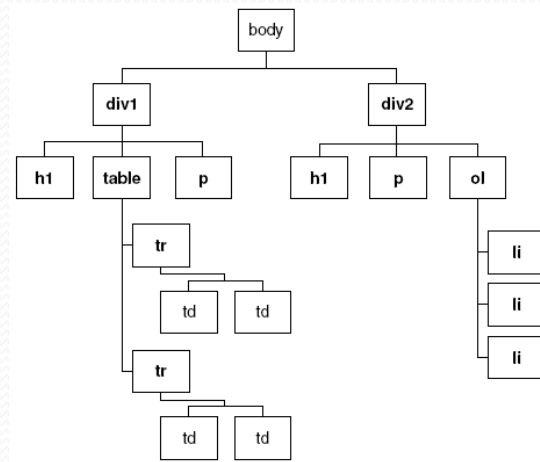 body
div1 div2
h1 table p h1 p ol
tr li
td td li
tr li
td td